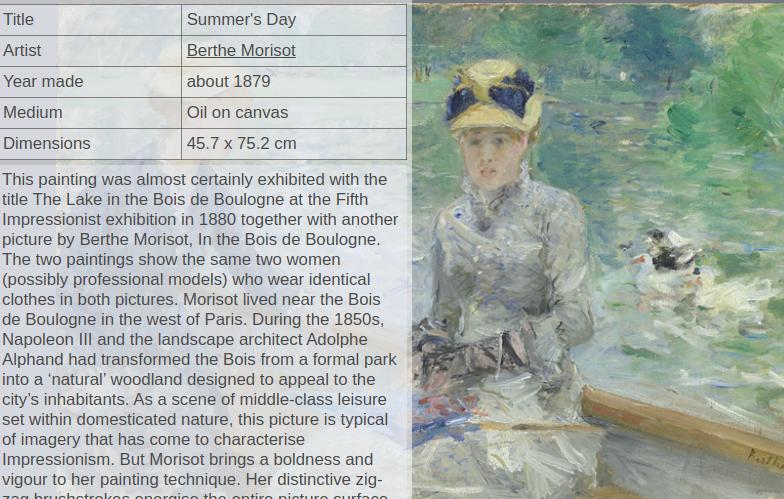 Title Summer's Day
Artist Berthe Morisot
Year made about 1879
Medium Oil on canvas
Dimensions 45.7 x 75.2 cm
This painting was almost certainly exhibited with the
title The Lake in the Bois de Boulogne at the Fifth
Impressionist exhibition in 1880 together with another
picture by Berthe Morisot, In the Bois de Boulogne.
The two paintings show the same two women
(possibly professional models) who wear identical
clothes in both pictures. Morisot lived near the Bois
de Boulogne in the west of Paris. During the 1850s,
Napoleon III and the landscape architect Adolphe
Alphand had transformed the Bois from a formal park
into a ‘natural’ woodland designed to appeal to the
city’s inhabitants. As a scene of middle-class leisure
set within domesticated nature, this picture is typical
of imagery that has come to characterise
Impressionism. But Morisot brings a boldness and
vigour to her painting technique. Her distinctive zig-
zag brushstrokes energise the entire picture surface